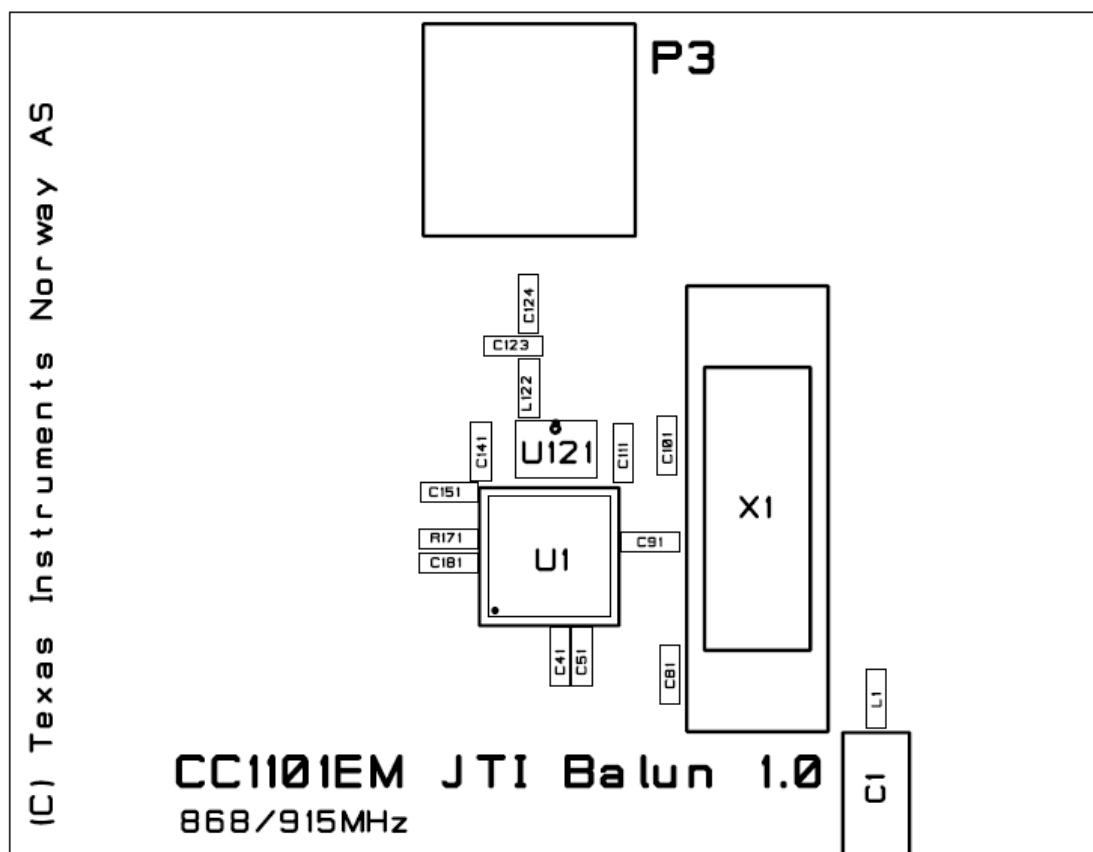 P3
(C) Texas Instruments Norway AS
C124
C123
L122
C141
U121
C111
C101
C151
X1
R171
C91
C181
U1
C41
C51
C81
L1
CC1101EM JTI Balun 1.0
C1
868/915MHz